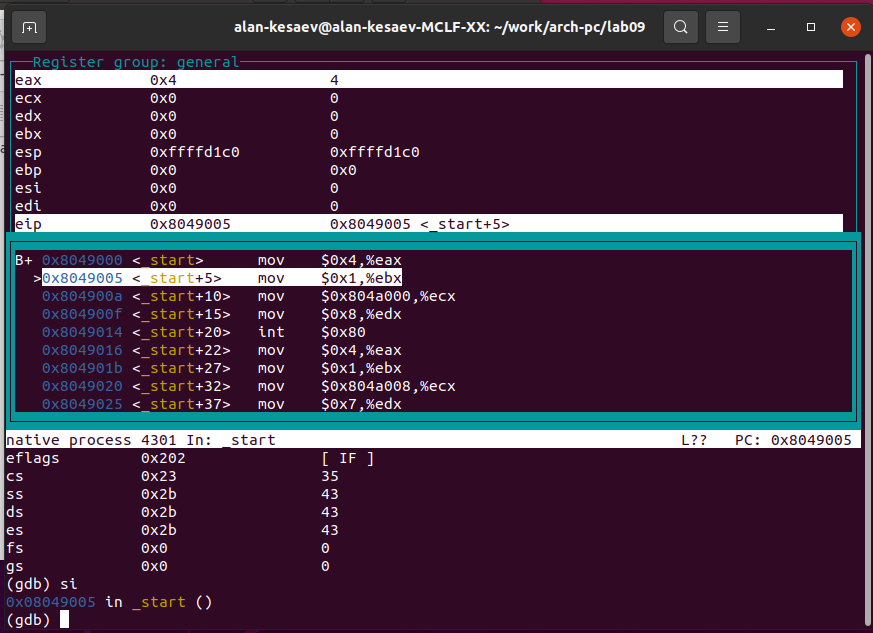 alan-kesaev@alan-kesaev-MCLF-XX: ~/work/arch-pc/lab09
Register group: general
eax 0x4 4
ecx 0x0 0
edx 0x0 0
ebx 0x0 0
esp 0xffffd1c0 0xffffd1c0
ebp 0x0 0x0
esi 0x0 0
edi 0x0 0
eip 0x8049005 0x8049005 <_start+5>
B+ 0x8049000 <_start> mov $0x4,%eax
>0x8049005 <_start+5> mov $0x1,%ebx
0x804900a <_start+10> mov $0x804a000,%ecx
0x804900f <_start+15> mov $0x8,%edx
0x8049014 <_start+20> int $0x80
0x8049016 <_start+22> mov $0x4,%eax
0x804901b <_start+27> mov $0x1,%ebx
0x8049020 <_start+32> mov $0x804a008,%ecx
0x8049025 <_start+37> mov $0x7,%edx
native process 4301 In: _start L?? PC: 0x8049005
eflags 0x202 [ IF ]
cs 0x23 35
ss 0x2b 43
ds 0x2b 43
es 0x2b 43
fs 0x0 0
gs 0x0 0
(gdb) si
0x08049005 in _start ()
(gdb)